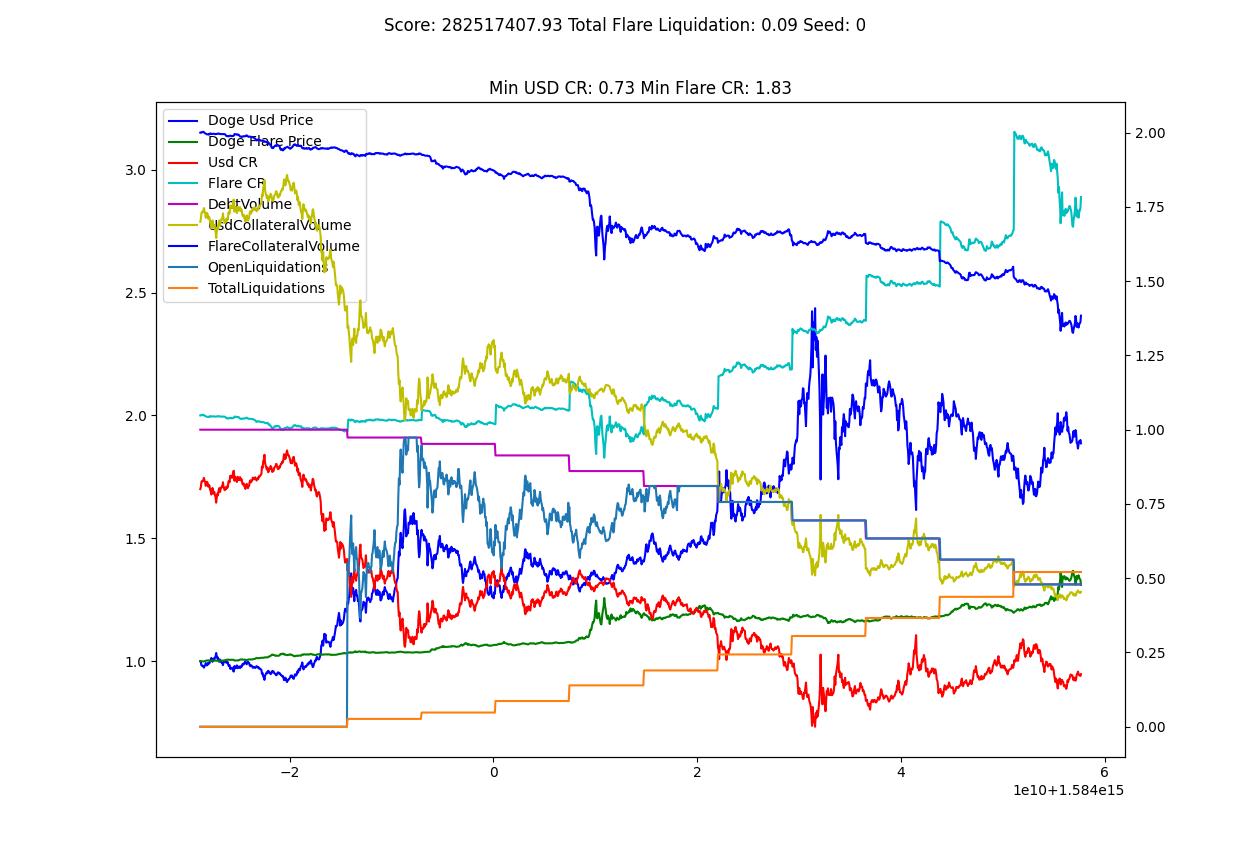 Score: 282517407.93 Total Flare Liquidation: 0.09 Seed: 0
Min USD CR: 0.73 Min Flare CR: 1.83
Doge Usd Price
Doge Flare Price
Usd CR
Flare CR
DebtVolume
UsdCollateralVolume
FlareCollateralVolume
OpenLiquidations
TotalLiquidations
3.0
2.5
2.0
1.5
1.0
2.00
1.75
1.50
1.25
1.00
0.75
0.50
0.25
0.00
−2
0
2
4
6
1e10+1.584e15